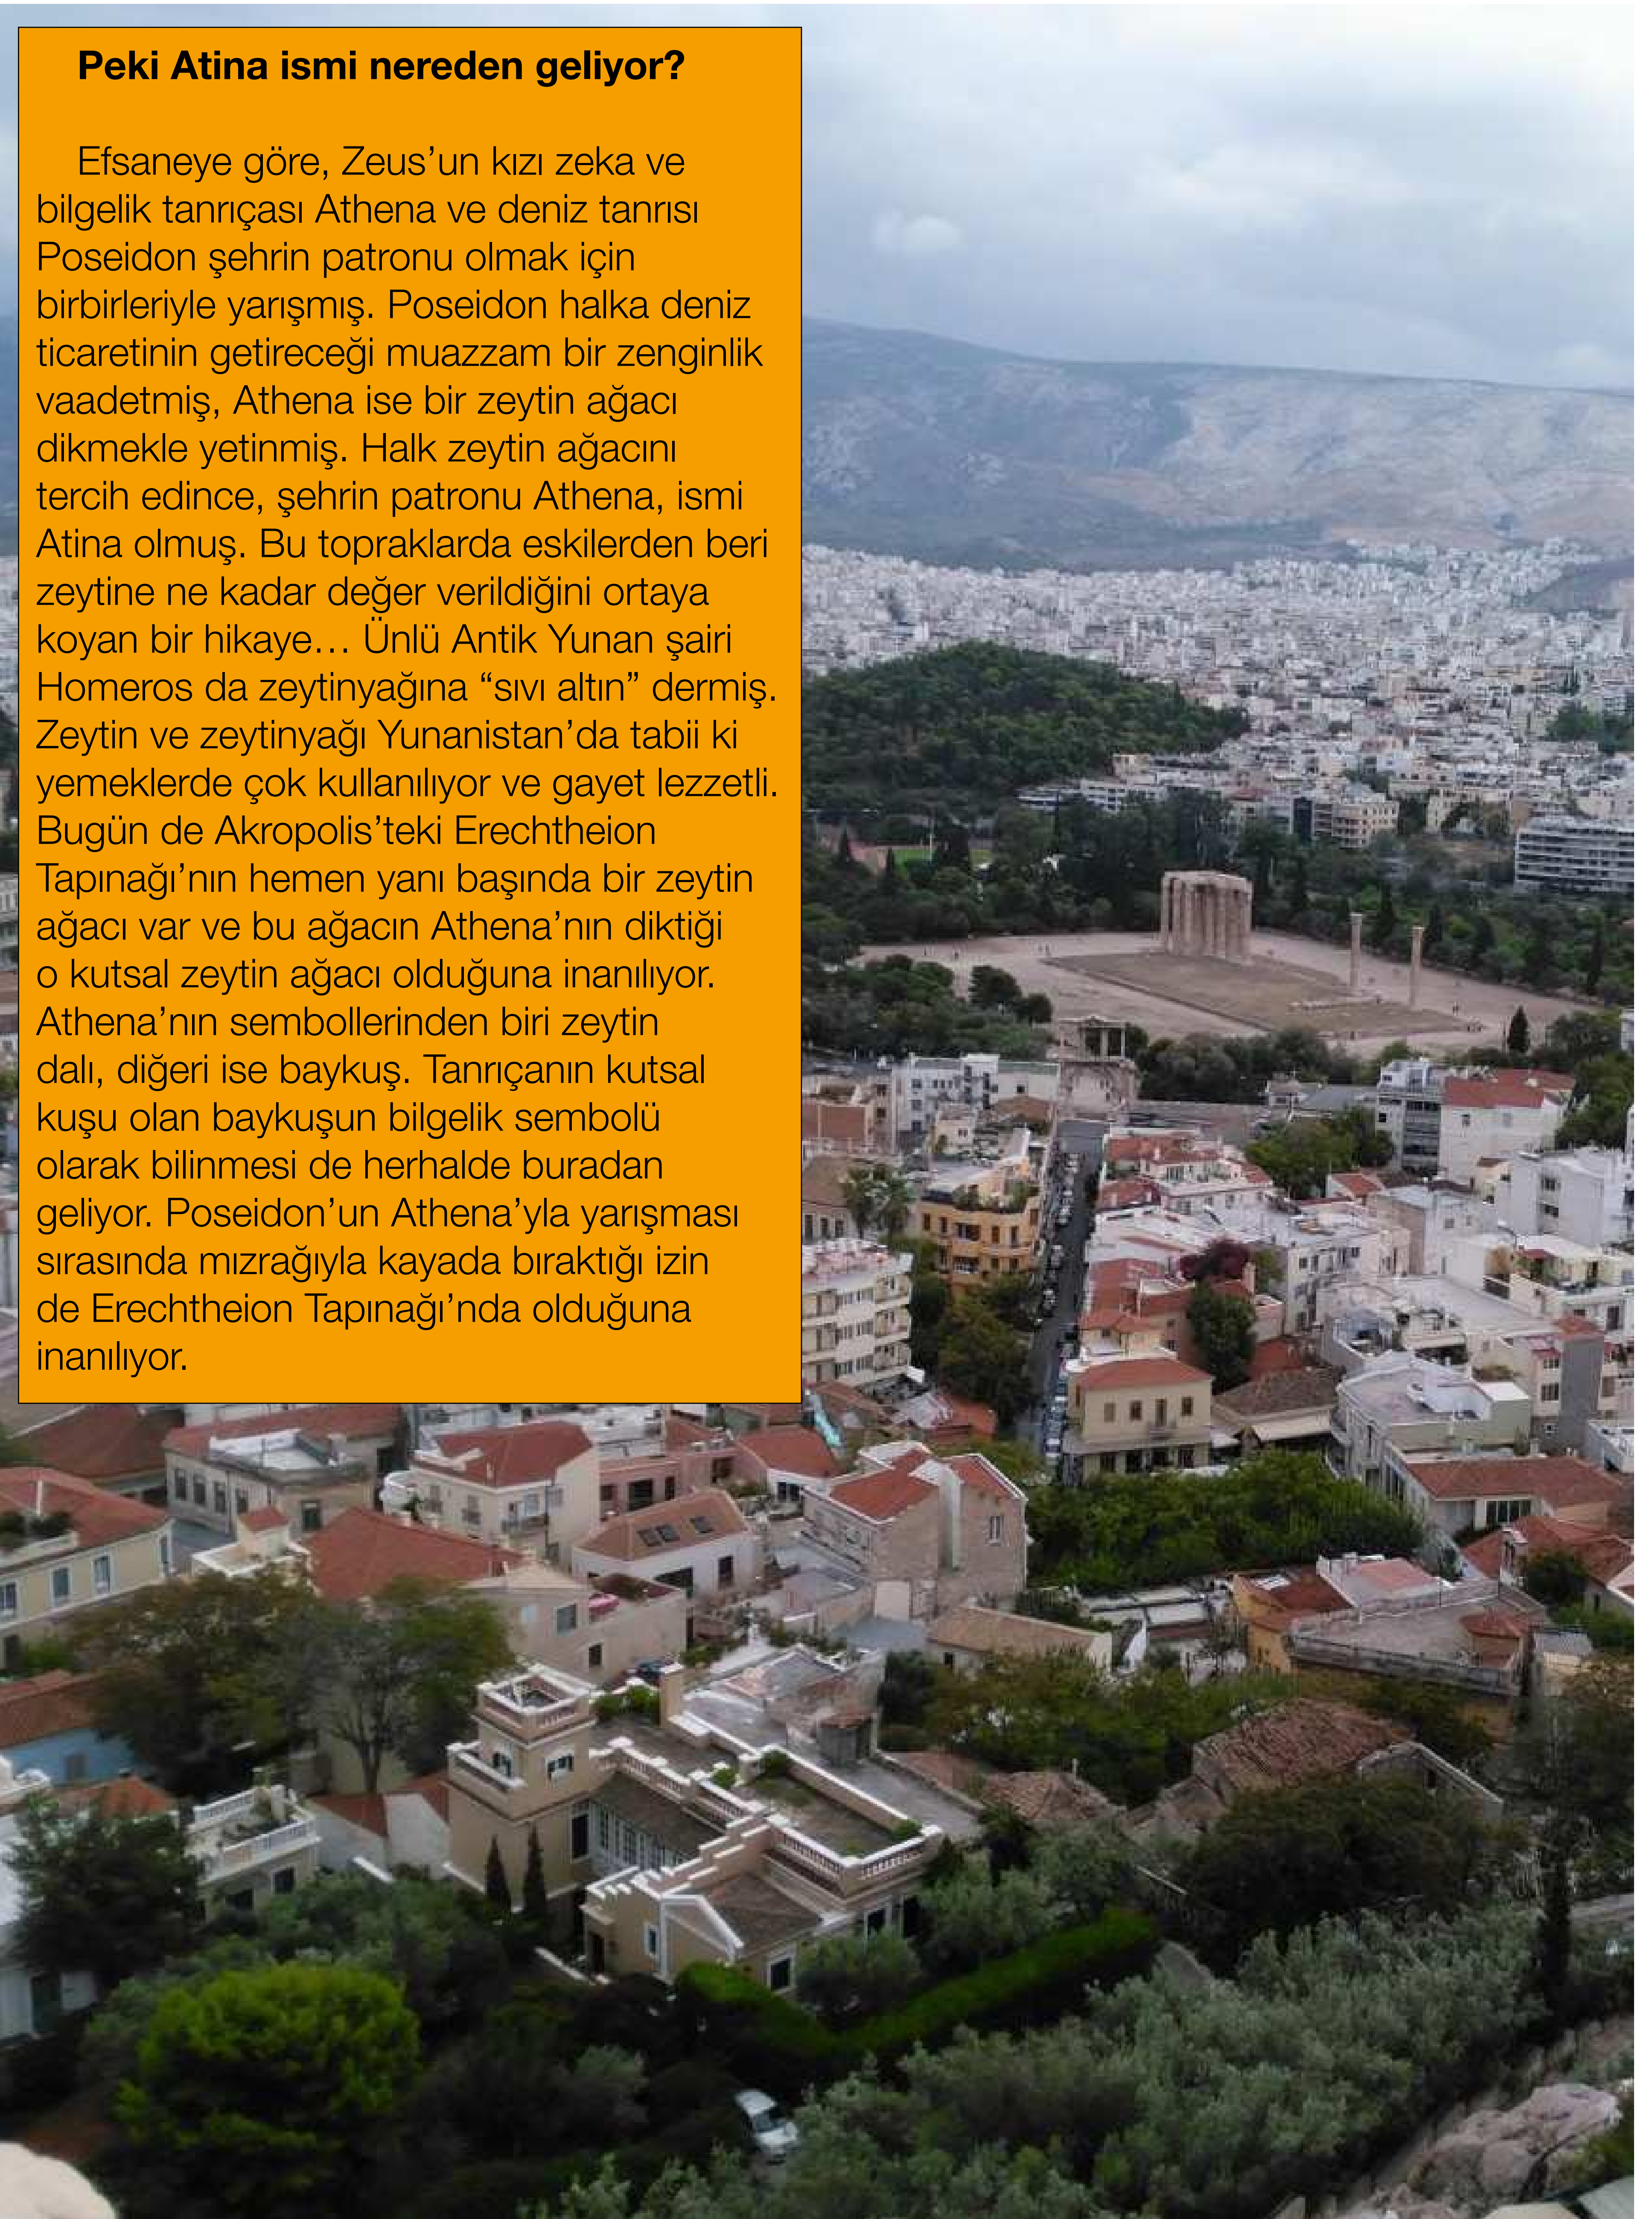 Peki Atina ismi nereden geliyor?
Efsaneye göre, Zeus’un kızı zeka ve
bilgelik tanrıçası Athena ve deniz tanrısı
Poseidon şehrin patronu olmak için
birbirleriyle yarışmış. Poseidon halka deniz
ticaretinin getireceği muazzam bir zenginlik
vaadetmiş, Athena ise bir zeytin ağacı
dikmekle yetinmiş. Halk zeytin ağacını
tercih edince, şehrin patronu Athena, ismi
Atina olmuş. Bu topraklarda eskilerden beri
zeytine ne kadar değer verildiğini ortaya
koyan bir hikaye… Ünlü Antik Yunan şairi
Homeros da zeytinyağına “sıvı altın” dermiş.
Zeytin ve zeytinyağı Yunanistan’da tabii ki
yemeklerde çok kullanılıyor ve gayet lezzetli.
Bugün de Akropolis’teki Erechtheion
Tapınağı’nın hemen yanı başında bir zeytin
ağacı var ve bu ağacın Athena’nın diktiği
o kutsal zeytin ağacı olduğuna inanılıyor.
Athena’nın sembollerinden biri zeytin
dalı, diğeri ise baykuş. Tanrıçanın kutsal
kuşu olan baykuşun bilgelik sembolü
olarak bilinmesi de herhalde buradan
geliyor. Poseidon’un Athena’yla yarışması
sırasında mızrağıyla kayada bıraktığı izin
de Erechtheion Tapınağı’nda olduğuna
inanılıyor.